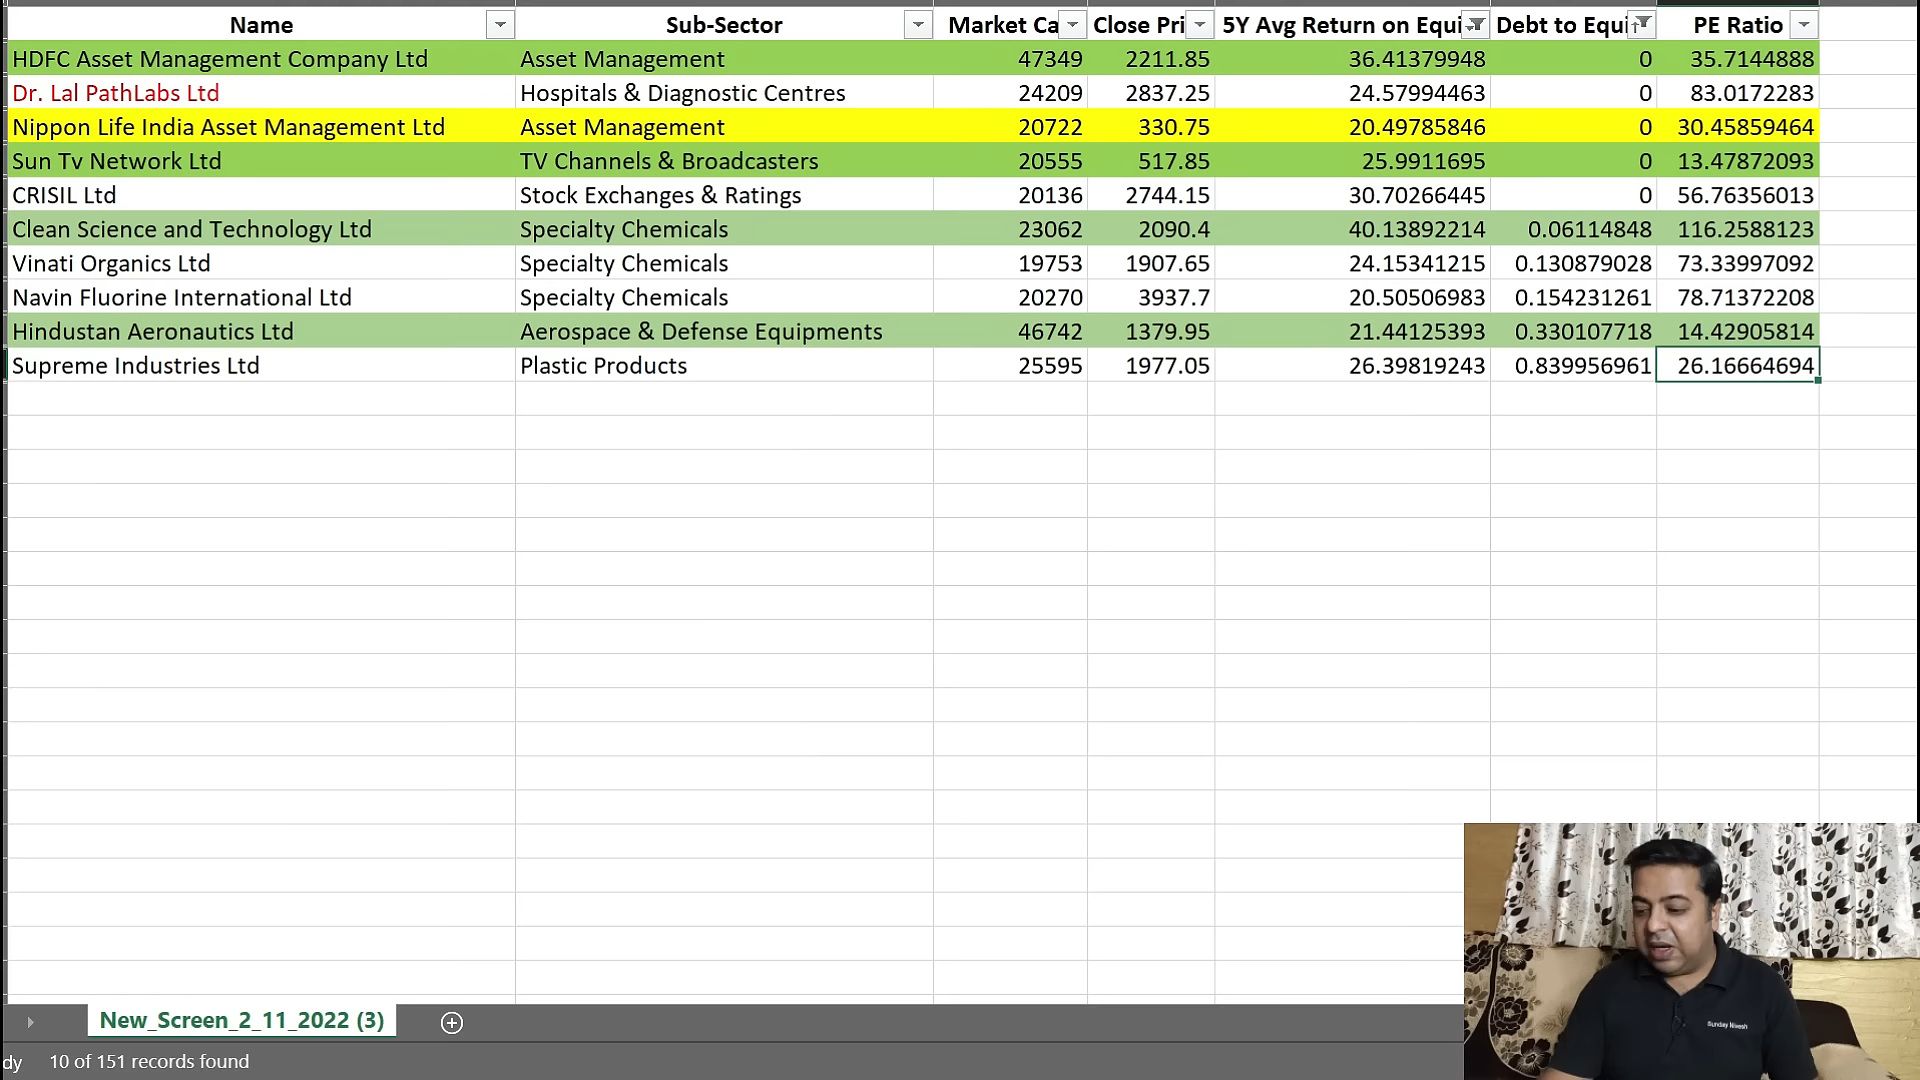 Name Sub-Sector Market Ca Close Pri 5Y Avg Return on Equi Debt to Equi PE Ratio
HDFC Asset Management Company Ltd Asset Management 47349 2211.85 36.41379948 0 35.7144888
Dr. Lal PathLabs Ltd Hospitals & Diagnostic Centres 24209 2837.25 24.57994463 0 83.0172283
Nippon Life India Asset Management Ltd Asset Management 20722 330.75 20.49785846 0 30.45859464
Sun Tv Network Ltd TV Channels & Broadcasters 20555 517.85 25.9911695 0 13.47872093
CRISIL Ltd Stock Exchanges & Ratings 20136 2744.15 30.70266445 0 56.76356013
Clean Science and Technology Ltd Specialty Chemicals 23062 2090.4 40.13892214 0.06114848 116.2588123
Vinati Organics Ltd Specialty Chemicals 19753 1907.65 24.15341215 0.130879028 73.33997092
Navin Fluorine International Ltd Specialty Chemicals 20270 3937.7 20.50506983 0.154231261 78.71372208
Hindustan Aeronautics Ltd Aerospace & Defense Equipments 46742 1379.95 21.44125393 0.330107718 14.42905814
Supreme Industries Ltd Plastic Products 25595 1977.05 26.39819243 0.839956961 26.16664694
Sunday Nivesh
New_Screen_2_11_2022 (3)
dy 10 of 151 records found